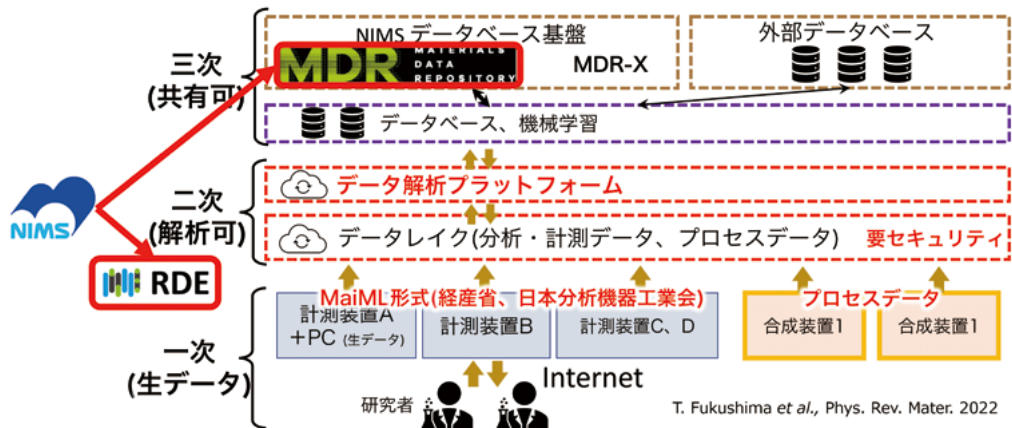 NIMS データベース基盤
外部データベース
MDR MATERIALS DATA REPOSITORY
MDR-X
三次
(共有可)
データベース、機械学習
データ解析プラットフォーム
二次
(解析可)
データレイク(分析・計測データ、プロセスデータ)
要セキュリティ
NIMS
RDE
MaiML形式(経産省、日本分析機器工業会)
プロセスデータ
計測装置A
+PC (生データ)
計測装置B
計測装置C、D
合成装置1
合成装置1
一次
(生データ)
Internet
研究者
T. Fukushima et al., Phys. Rev. Mater. 2022